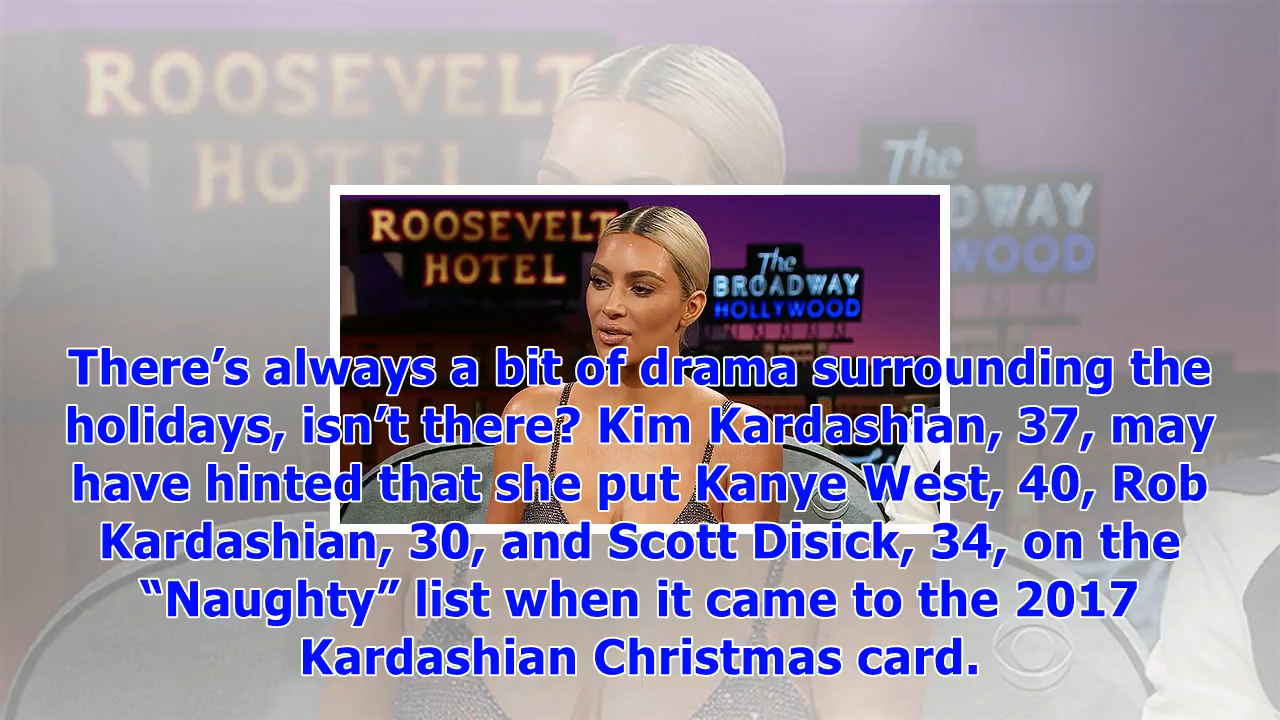 ROOSEVELT
HOTEL
The
BROADWAY
HOLLYWOOD
There’s always a bit of drama surrounding the
holidays, isn’t there? Kim Kardashian, 37, may
have hinted that she put Kanye West, 40, Rob
Kardashian, 30, and Scott Disick, 34, on the
“Naughty” list when it came to the 2017
Kardashian Christmas card.